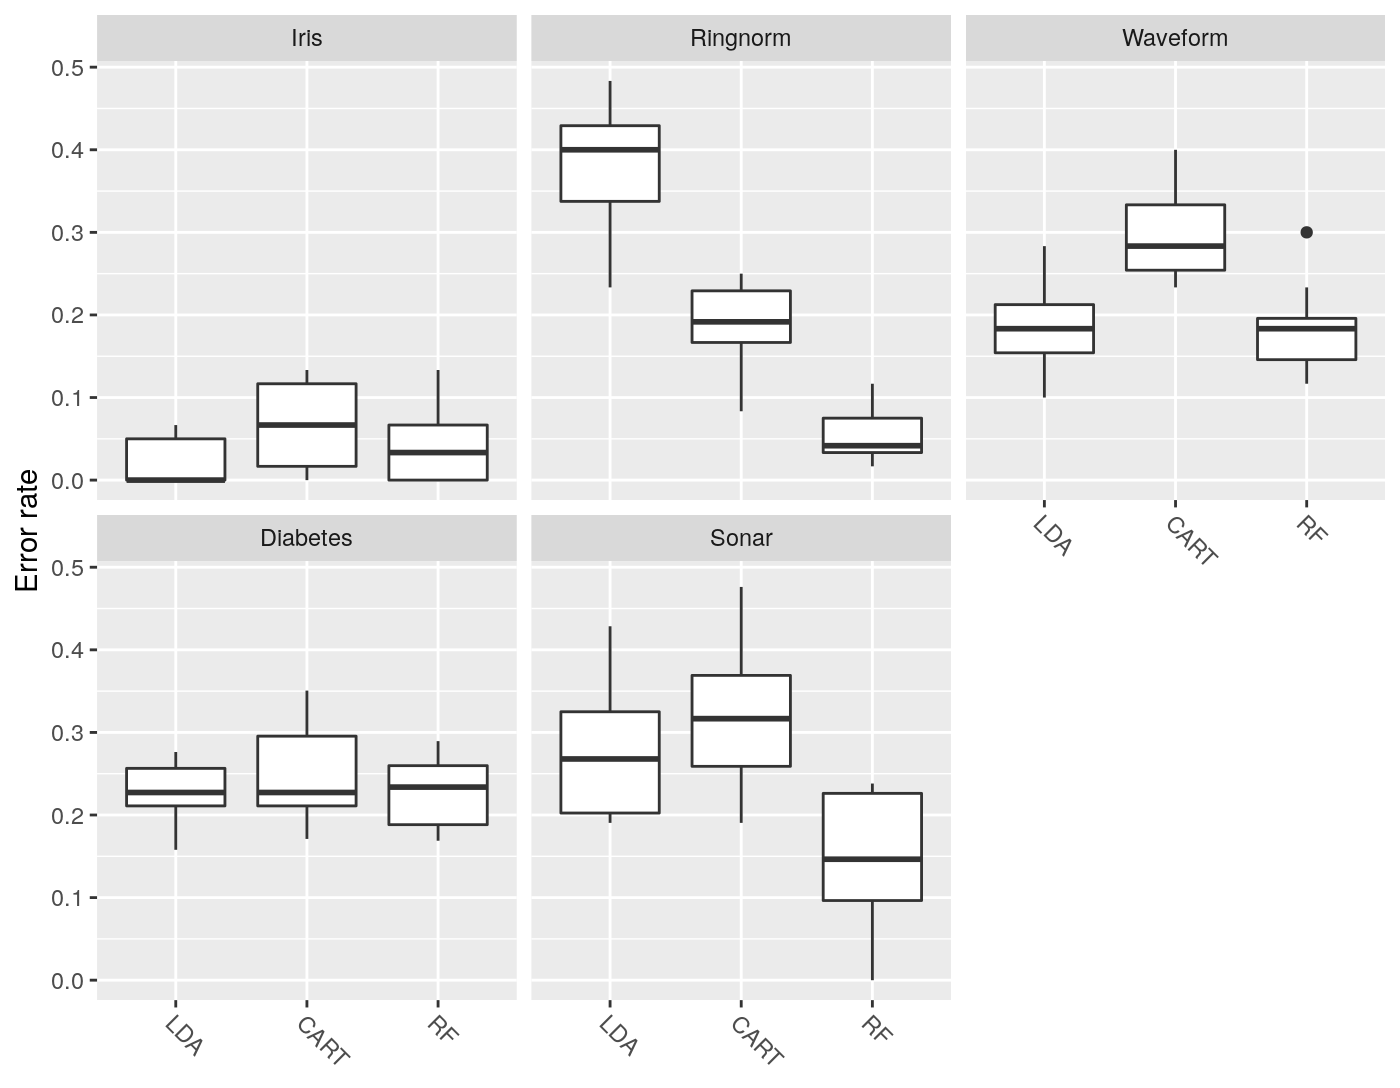 Iris
Ringnorm
Waveform
0.5
0.4
0.3
0.2
0.1
0.0
LDA
CART
RF
Error rate
Diabetes
Sonar
0.5
0.4
0.3
0.2
0.1
0.0
LDA
CART
RF
LDA
CART
RF